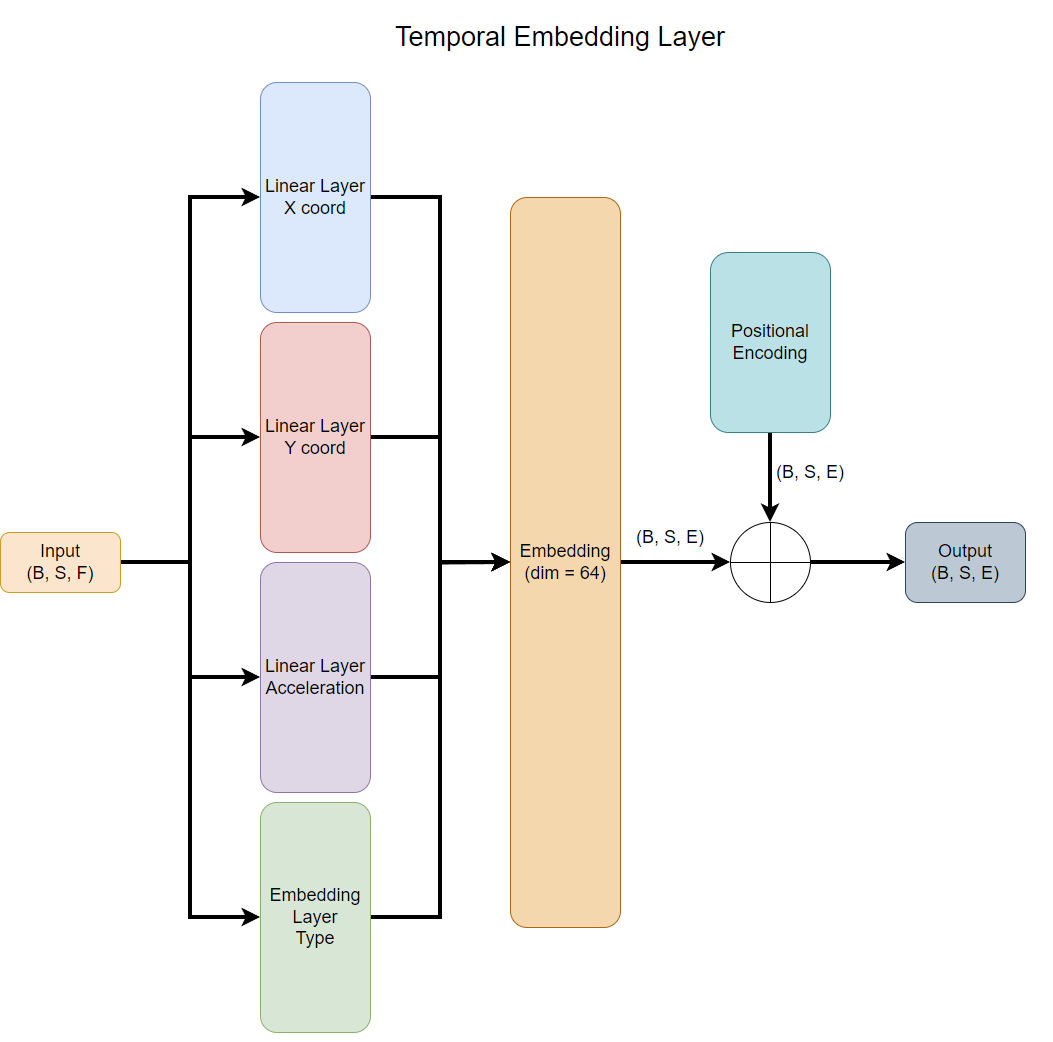 Temporal Embedding Layer
Linear Layer
X coord
Linear Layer
Y coord
Linear Layer
Acceleration
Embedding
Layer
Type
Input
(B, S, F)
Embedding
(dim = 64)
(B, S, E)
Positional
Encoding
(B, S, E)
Output
(B, S, E)